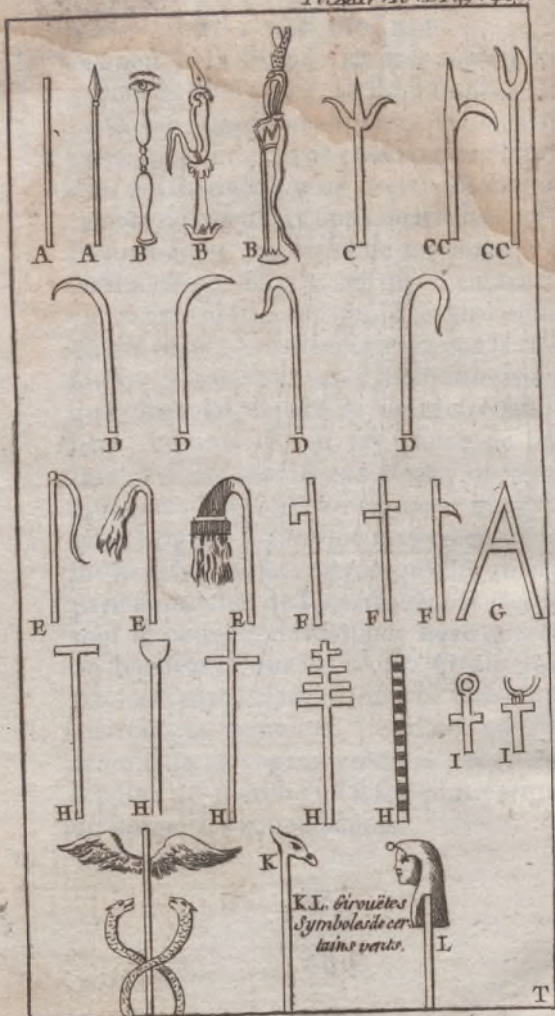 A A B B B C CC CC
D D D D
E E E F F F G
H H H H H I I
K
K.L. Girouëtes
Symboles de cer-
tains vents.
L
T